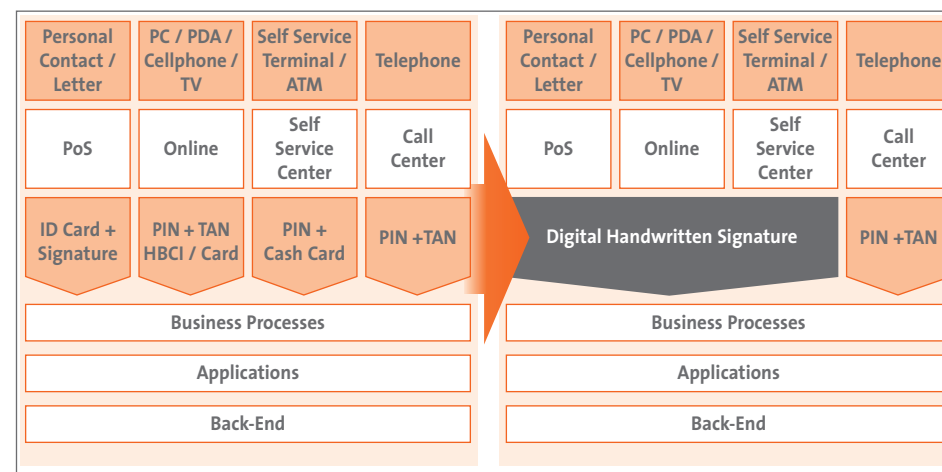 Personal
Contact /
Letter
PC / PDA /
Cellphone /
TV
Self Service
Terminal /
ATM
Telephone
PoS
Online
Self
Service
Center
Call
Center
ID Card +
Signature
PIN + TAN
HBCI / Card
PIN +
Cash Card
PIN +TAN
Business Processes
Applications
Back-End
Personal
Contact /
Letter
PC / PDA /
Cellphone /
TV
Self Service
Terminal /
ATM
Telephone
PoS
Online
Self
Service
Center
Call
Center
Digital Handwritten Signature
PIN +TAN
Business Processes
Applications
Back-End